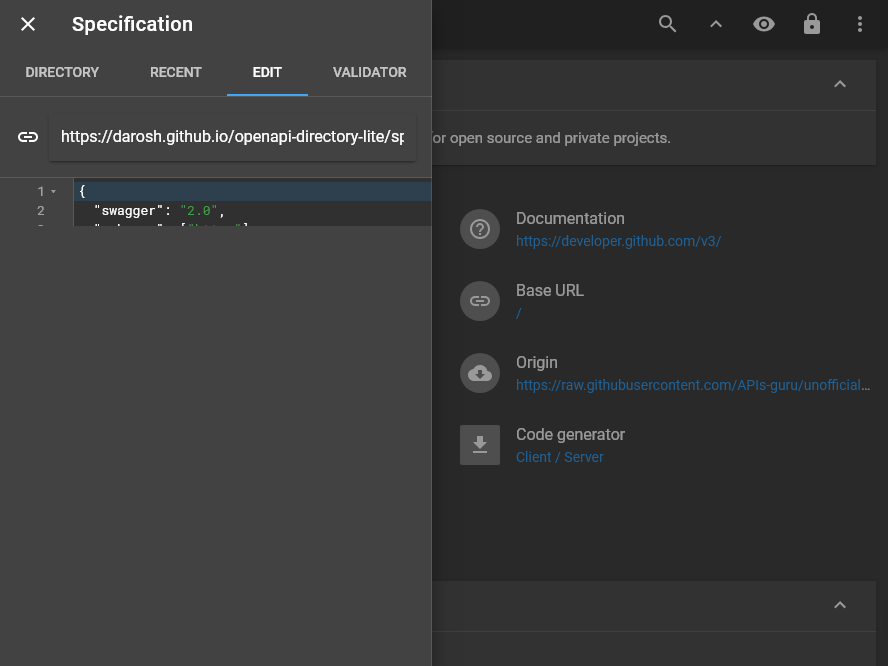 Specification
DIRECTORY RECENT EDIT VALIDATOR
https://darosh.github.io/openapi-directory-lite/sp
1 {
2 "swagger": "2.0",
or open source and private projects.
Documentation
https://developer.github.com/v3/
Base URL
/
Origin
https://raw.githubusercontent.com/APIs-guru/unofficial...
Code generator
Client / Server